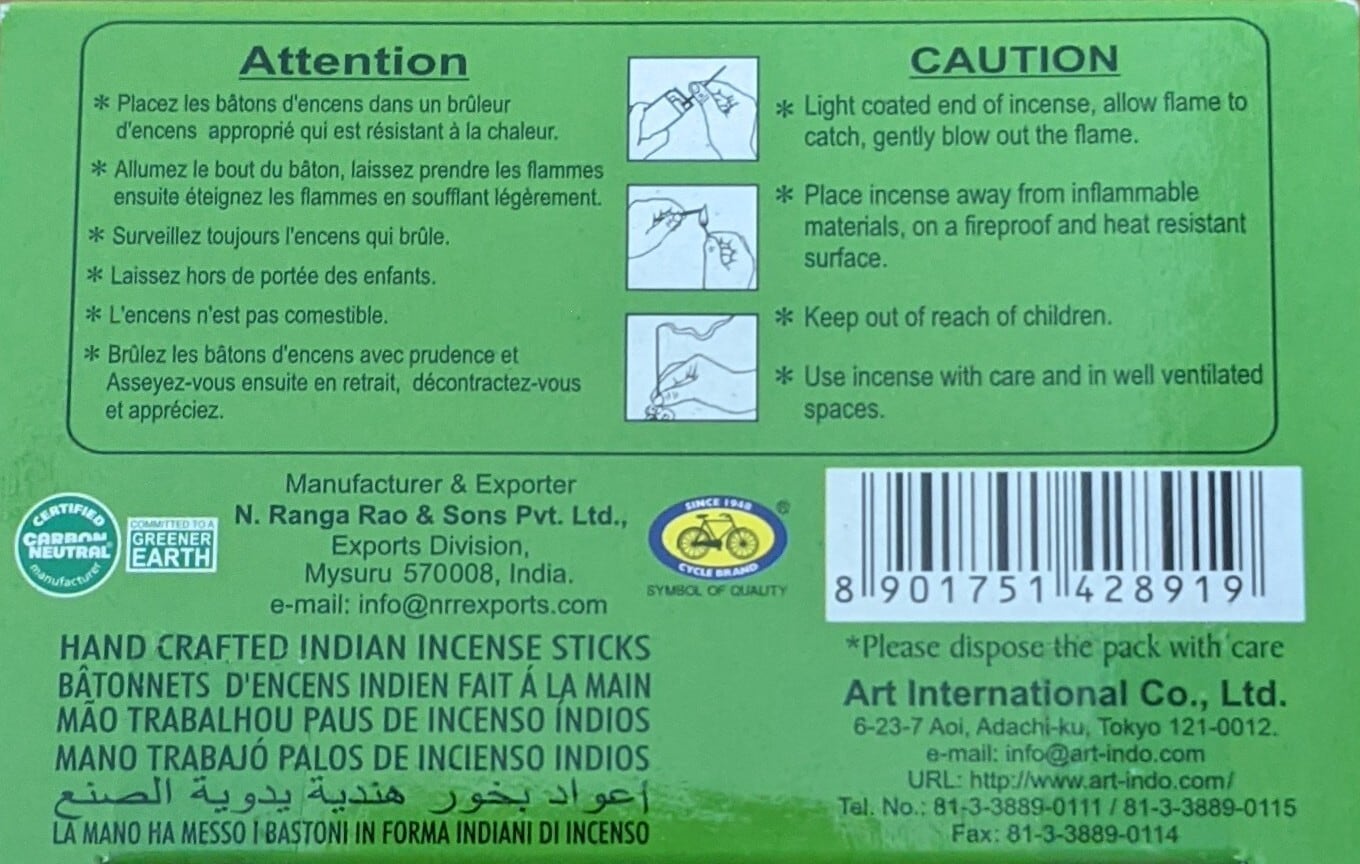 Attention
* Placez les bâtons d'encens dans un brûleur
d'encens approprié qui est résistant à la chaleur.
* Allumez le bout du bâton, laissez prendre les flammes
ensuite éteignez les flammes en soufflant légèrement.
* Surveillez toujours l'encens qui brûle.
* Laissez hors de portée des enfants.
* L'encens n'est pas comestible.
* Brûlez les bâtons d'encens avec prudence et
Asseyez-vous ensuite en retrait, décontractez-vous
et appréciez.
CAUTION
* Light coated end of incense, allow flame to
catch, gently blow out the flame.
* Place incense away from inflammable
materials, on a fireproof and heat resistant
surface.
* Keep out of reach of children.
* Use incense with care and in well ventilated
spaces.
CERTIFIED
CARBON
NEUTRAL
manufacturer
COMMITTED TO A
GREENER
EARTH
Manufacturer & Exporter
N. Ranga Rao & Sons Pvt. Ltd.,
Exports Division,
Mysuru 570008, India.
e-mail: info@nrrexports.com
SINCE 1948
®
CYCLE BRAND
SYMBOL OF QUALITY
8 901751 428919
HAND CRAFTED INDIAN INCENSE STICKS
BÂTONNETS D'ENCENS INDIEN FAIT Á LA MAIN
MÃO TRABALHOU PAUS DE INCENSO ÍNDIOS
MANO TRABAJÓ PALOS DE INCIENSO INDIOS
أعواد بخور هندية يدوية الصنع
LA MANO HA MESSO I BASTONI IN FORMA INDIANI DI INCENSO
*Please dispose the pack with care
Art International Co., Ltd.
6-23-7 Aoi, Adachi-ku, Tokyo 121-0012.
e-mail: info@art-indo.com
URL: http://www.art-indo.com/
Tel. No.: 81-3-3889-0111 / 81-3-3889-0115
Fax: 81-3-3889-0114